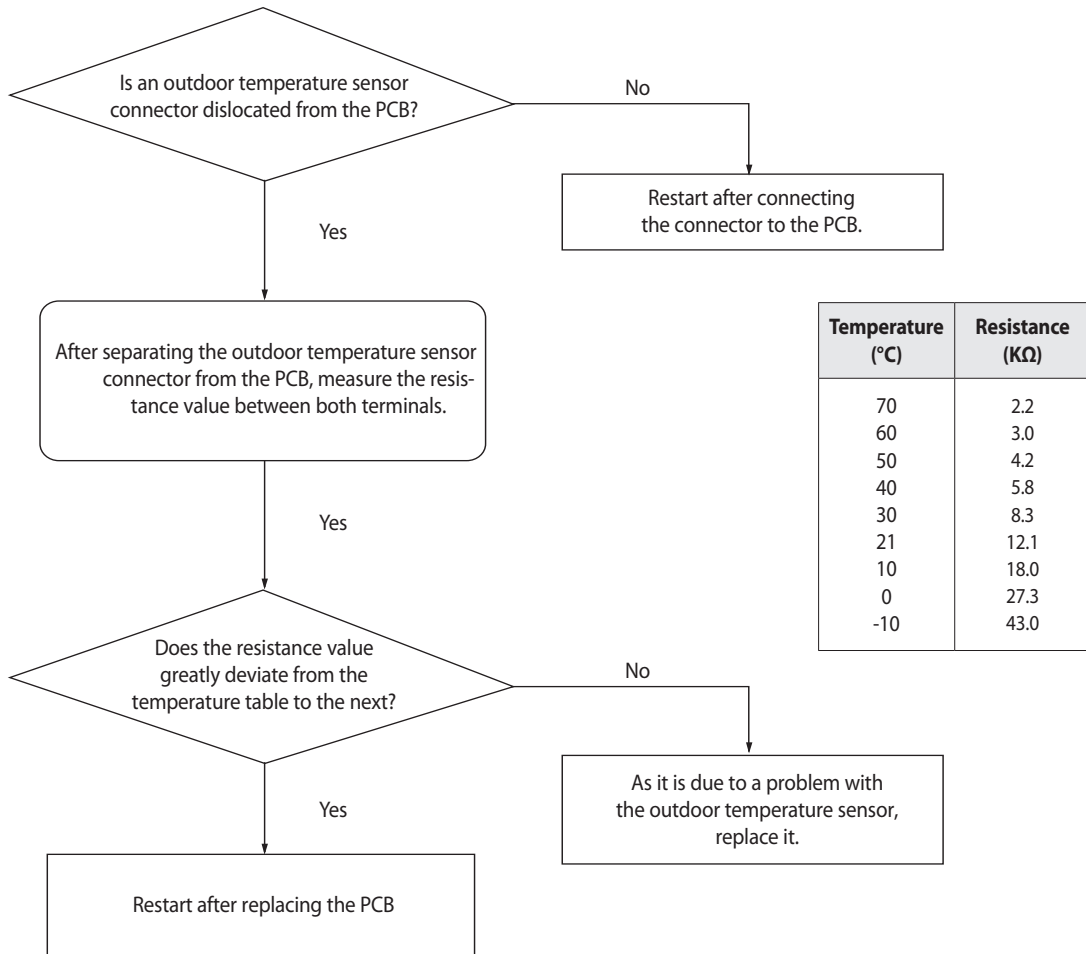 Is an outdoor temperature sensor
connector dislocated from the PCB?
No
Restart after connecting
the connector to the PCB.
Yes
After separating the outdoor temperature sensor
connector from the PCB, measure the resis-
tance value between both terminals.
Temperature
(°C)
Resistance
(KΩ)
70 2.2
60 3.0
50 4.2
40 5.8
30 8.3
21 12.1
10 18.0
0 27.3
-10 43.0
Yes
Does the resistance value
greatly deviate from the
temperature table to the next?
No
As it is due to a problem with
the outdoor temperature sensor,
replace it.
Yes
Restart after replacing the PCB